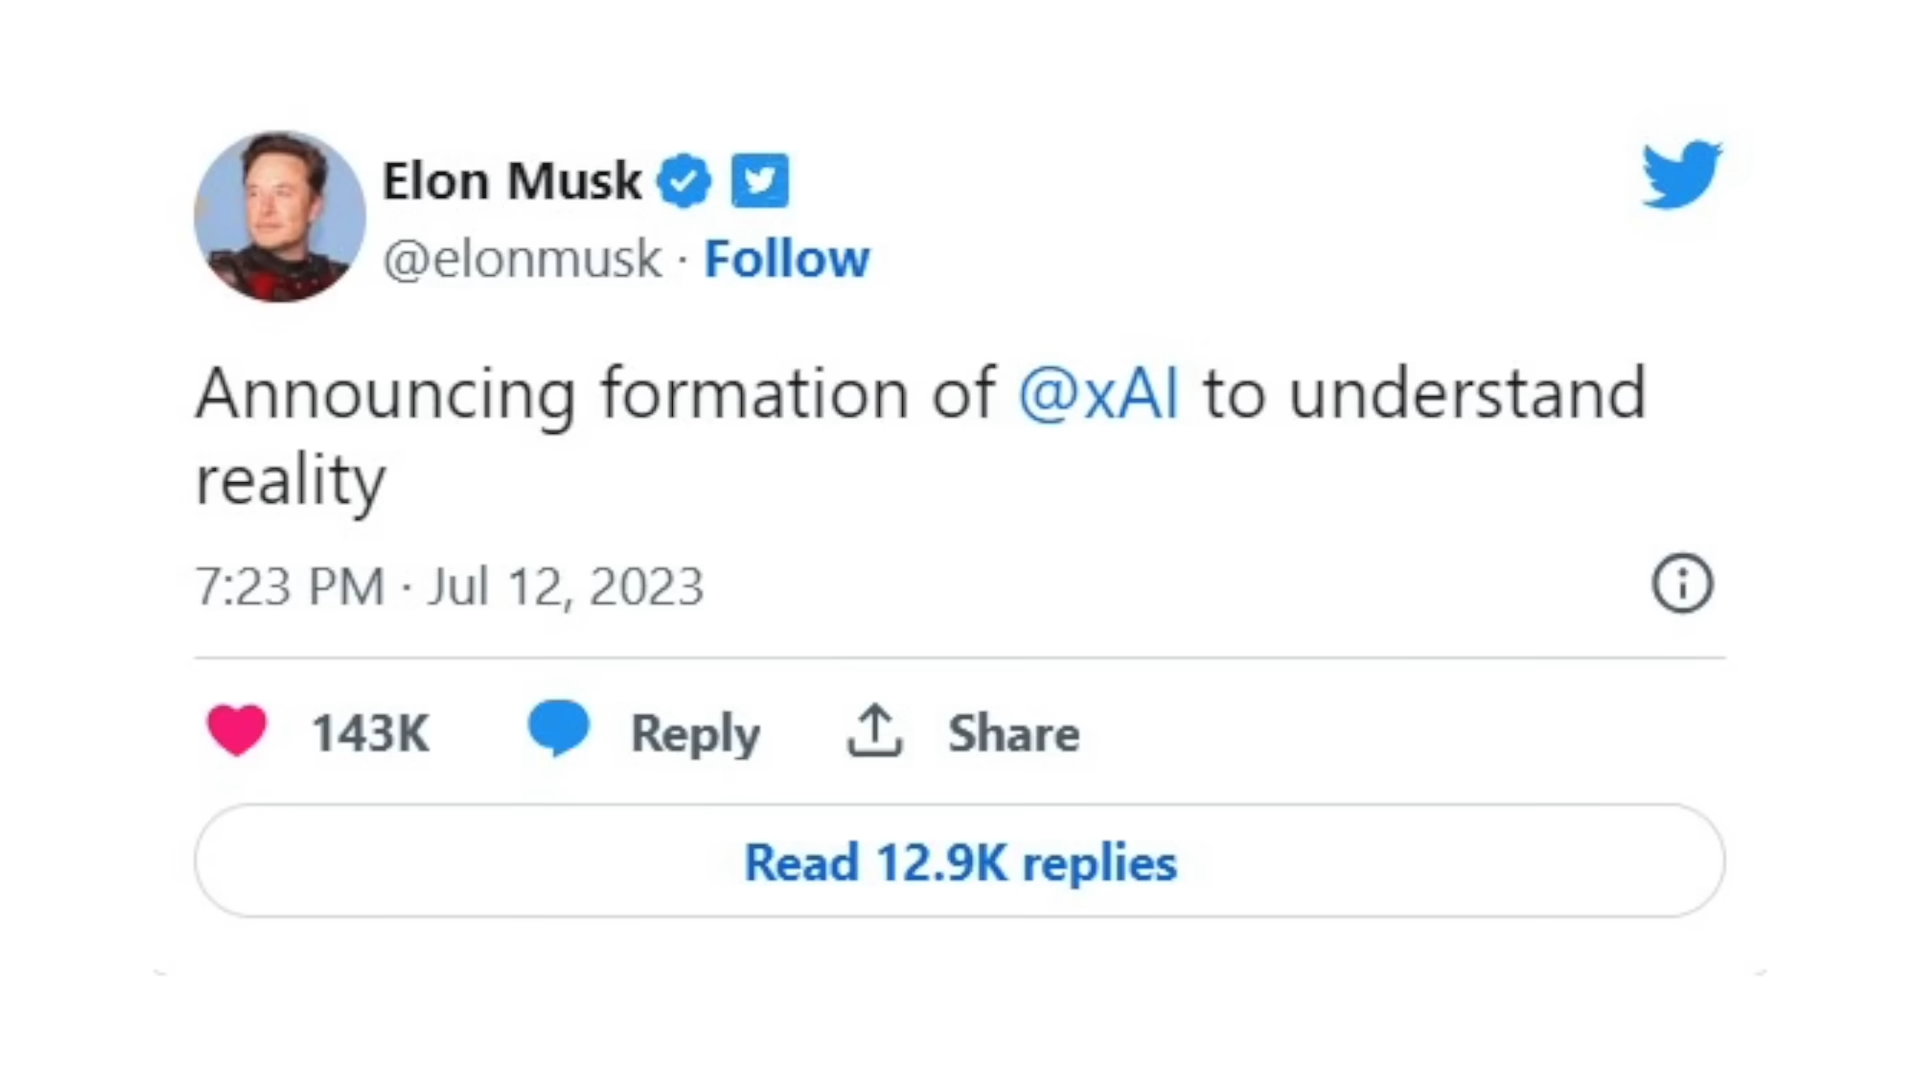 Elon Musk
@elonmusk · Follow
Announcing formation of @xAI to understand
reality
7:23 PM · Jul 12, 2023
143K Reply Share
Read 12.9K replies